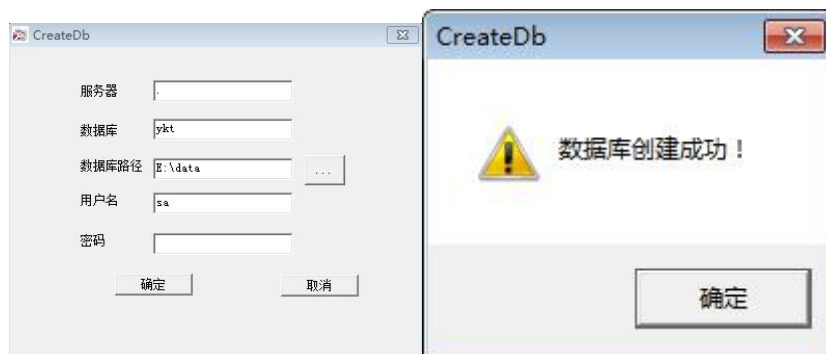 CreateDb
服务器 .
数据库 ykt
数据库路径 E:\data ...
用户名 sa
密码
确定 取消
CreateDb
数据库创建成功！
确定